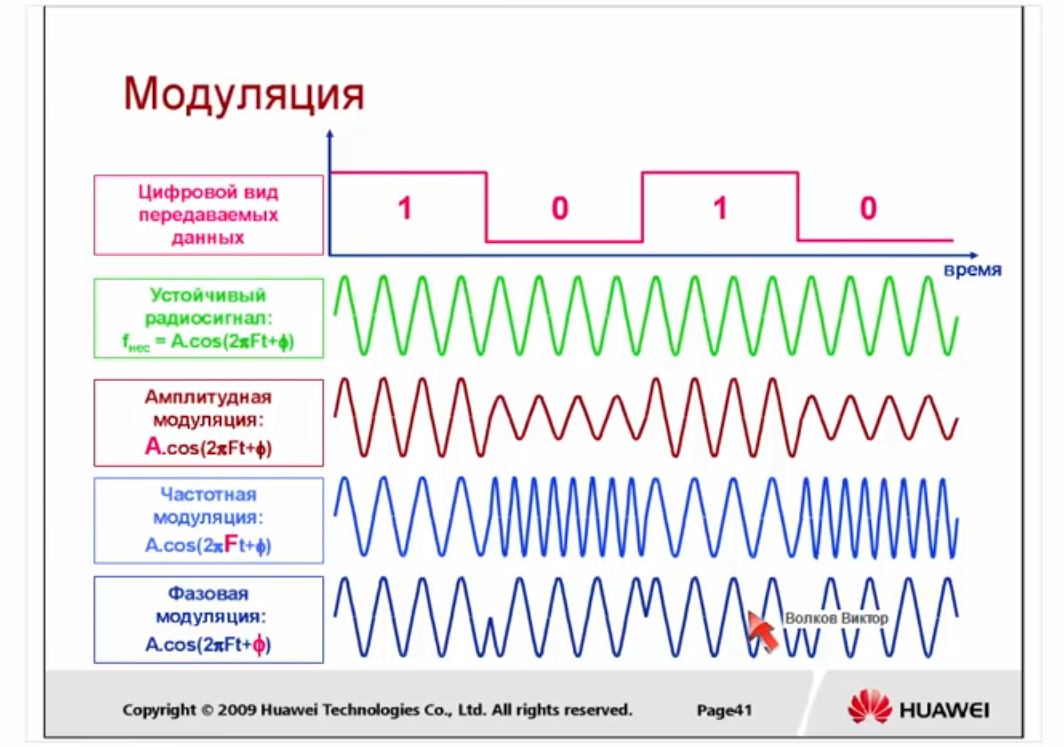 Модуляция
Цифровой вид
передаваемых
данных
1 0 1 0
время
Устойчивый
радиосигнал:
fнес = A.cos(2πFt+ϕ)
Амплитудная
модуляция:
A.cos(2πFt+ϕ)
Частотная
модуляция:
A.cos(2πFt+ϕ)
Фазовая
модуляция:
A.cos(2πFt+ϕ)
Волков Виктор
Copyright © 2009 Huawei Technologies Co., Ltd. All rights reserved.
Page41
HUAWEI